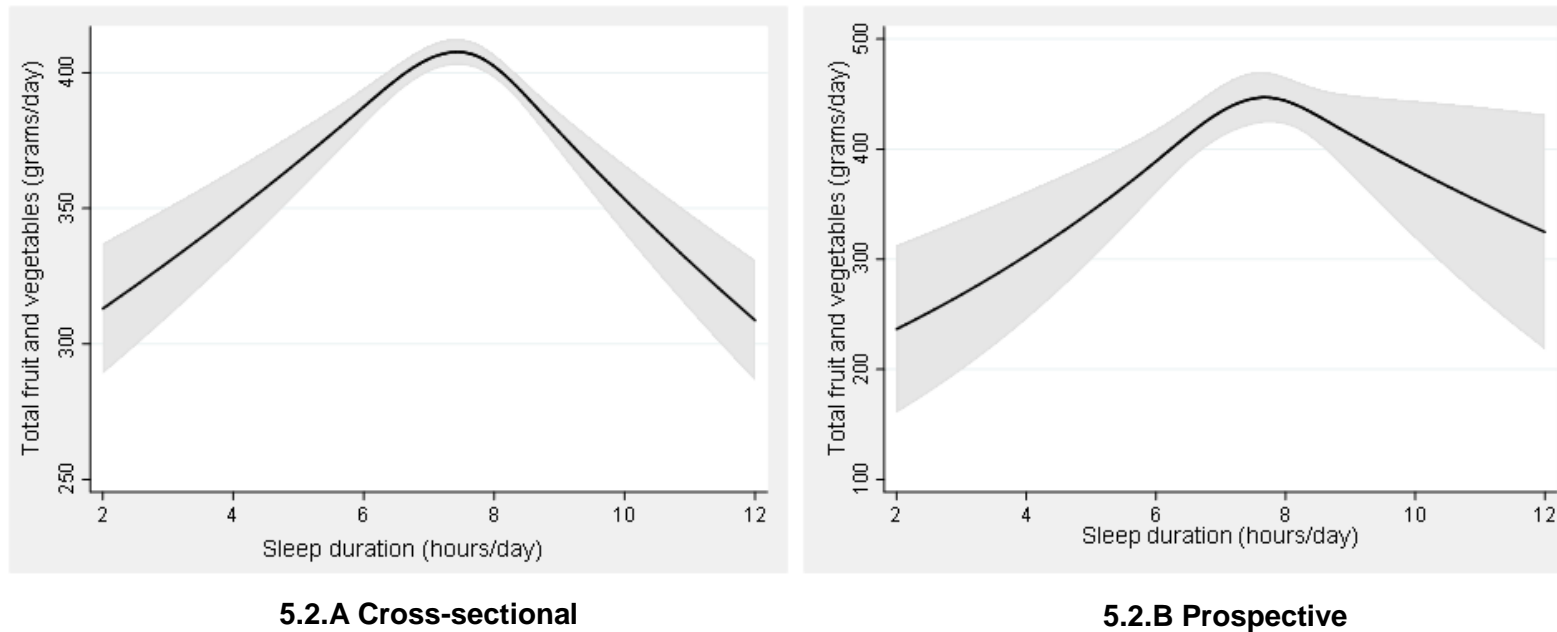 Total fruit and vegetables (grams/day)
400
350
300
250
2 4 6 8 10 12
Sleep duration (hours/day)
5.2.A Cross-sectional
Total fruit and vegetables (grams/day)
500
400
300
200
100
2 4 6 8 10 12
Sleep duration (hours/day)
5.2.B Prospective